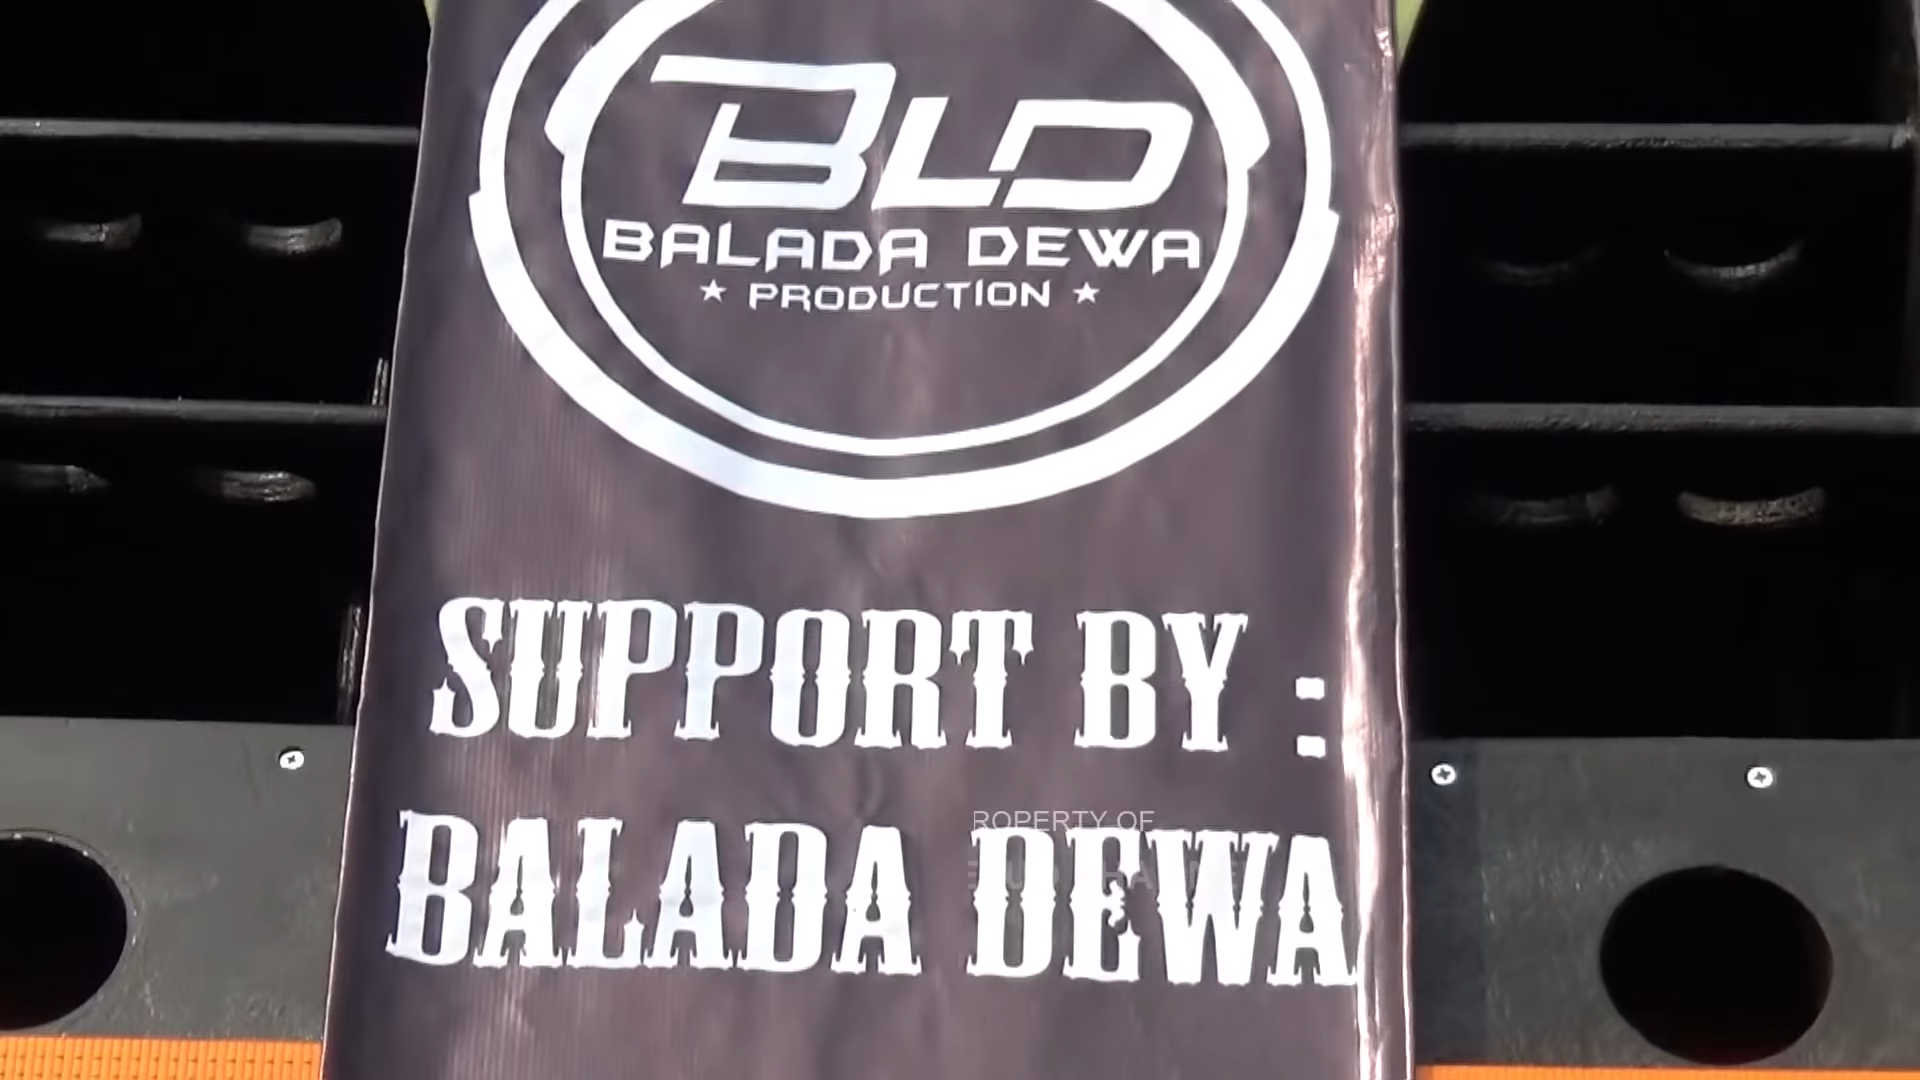 BLD
BALADA DEWA
★ PRODUCTION ★
SUPPORT BY :
ROPERTY OF
BALADA DEWA